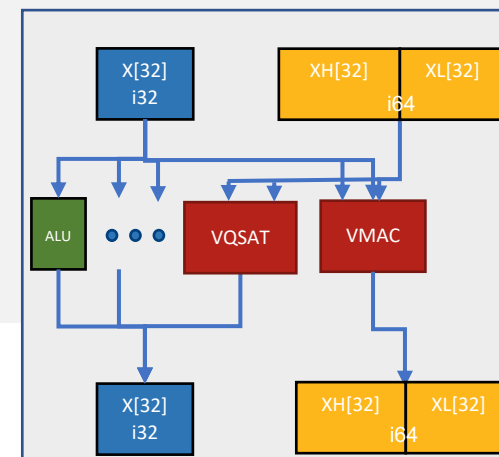 X[32]
i32
XH[32]
XL[32]
i64
ALU
VQSAT
VMAC
X[32]
i32
XH[32]
XL[32]
i64